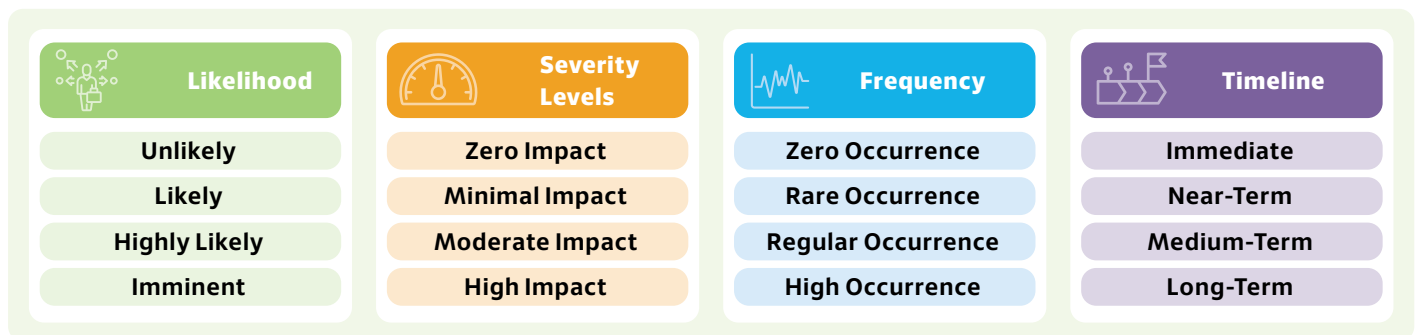 Likelihood
Unlikely
Likely
Highly Likely
Imminent
Severity
Levels
Zero Impact
Minimal Impact
Moderate Impact
High Impact
Frequency
Zero Occurrence
Rare Occurrence
Regular Occurrence
High Occurrence
Timeline
Immediate
Near-Term
Medium-Term
Long-Term